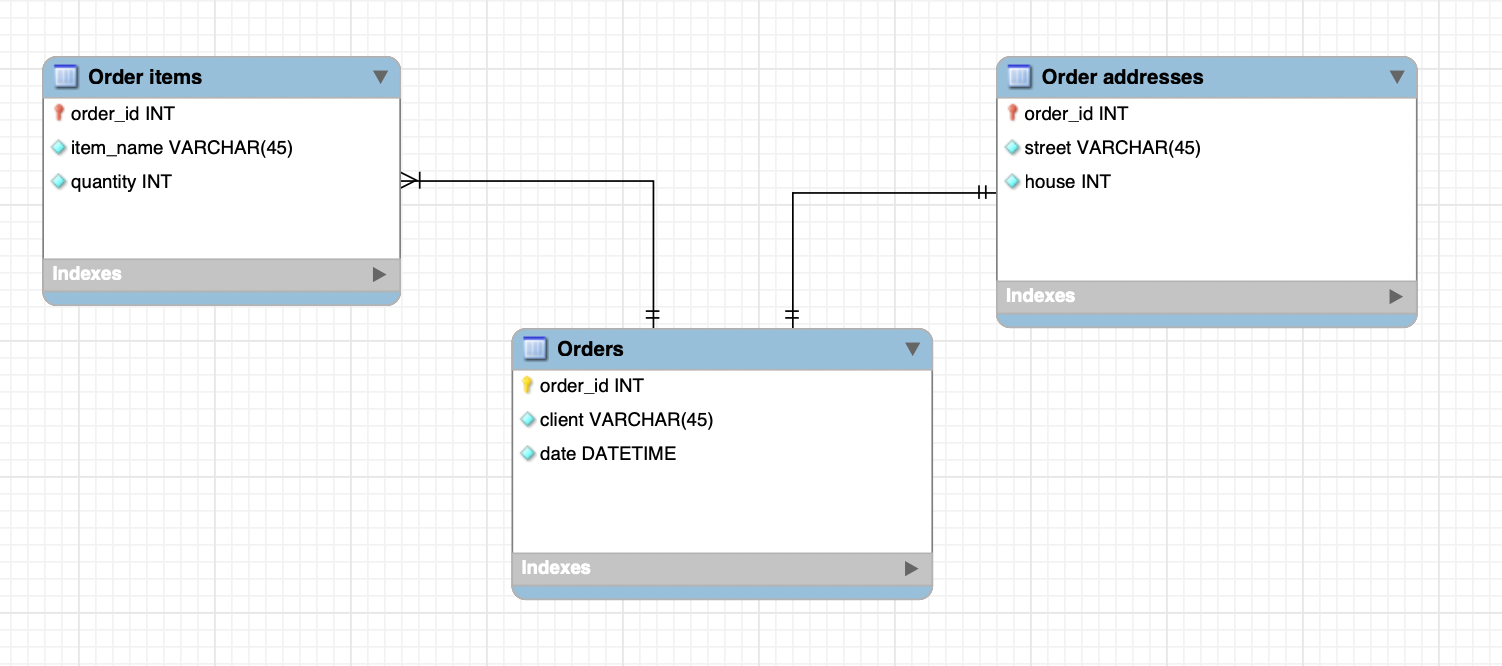 Order items
order_id INT
item_name VARCHAR(45)
quantity INT
Indexes
Order addresses
order_id INT
street VARCHAR(45)
house INT
Indexes
Orders
order_id INT
client VARCHAR(45)
date DATETIME
Indexes